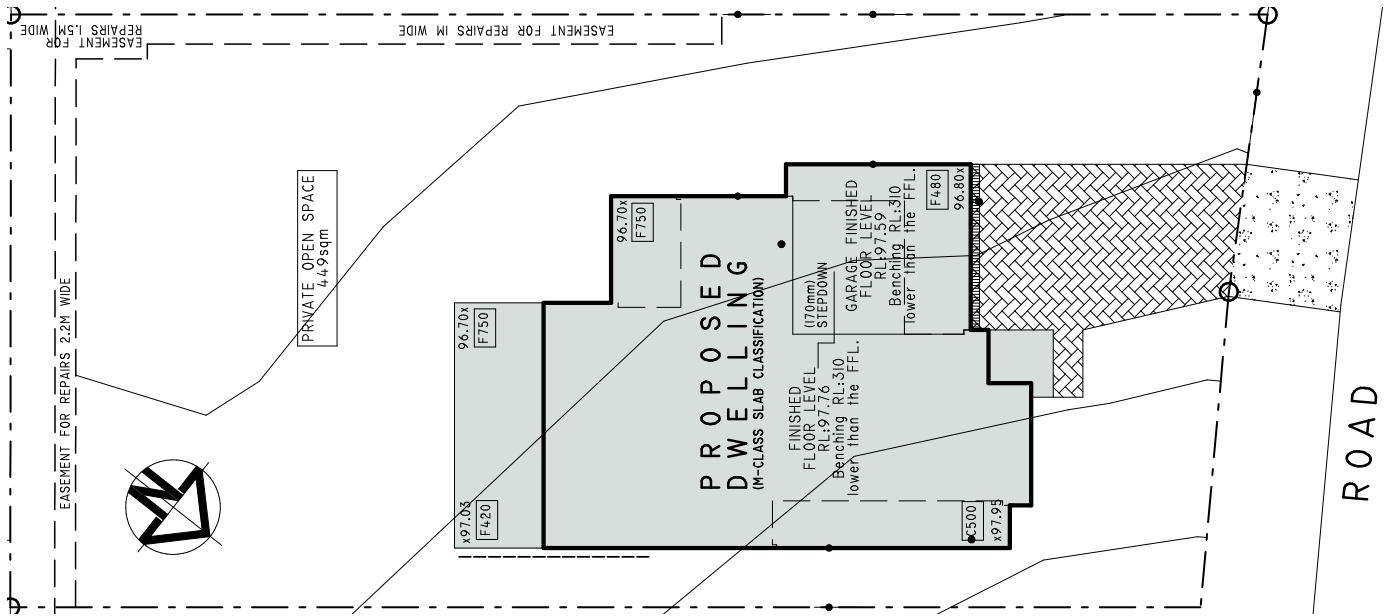 EASEMENT FOR
REPAIRS 1.5M WIDE
EASEMENT FOR REPAIRS 1M WIDE
EASEMENT FOR REPAIRS 2.2M WIDE
PRIVATE OPEN SPACE
449sqm
96.70x
F750
96.70x
F750
x97.03
F420
PROPOSED
DWELLING
(M-CLASS SLAB CLASSIFICATION)
(170mm)
STEPDOWN
GARAGE FINISHED
FLOOR LEVEL
RL:97.59
Benching RL:310
lower than the FFL.
F480
96.80x
FINISHED
FLOOR LEVEL
RL:97.76
Benching RL:310
lower than the FFL.
C500
x97.95
N
ROAD